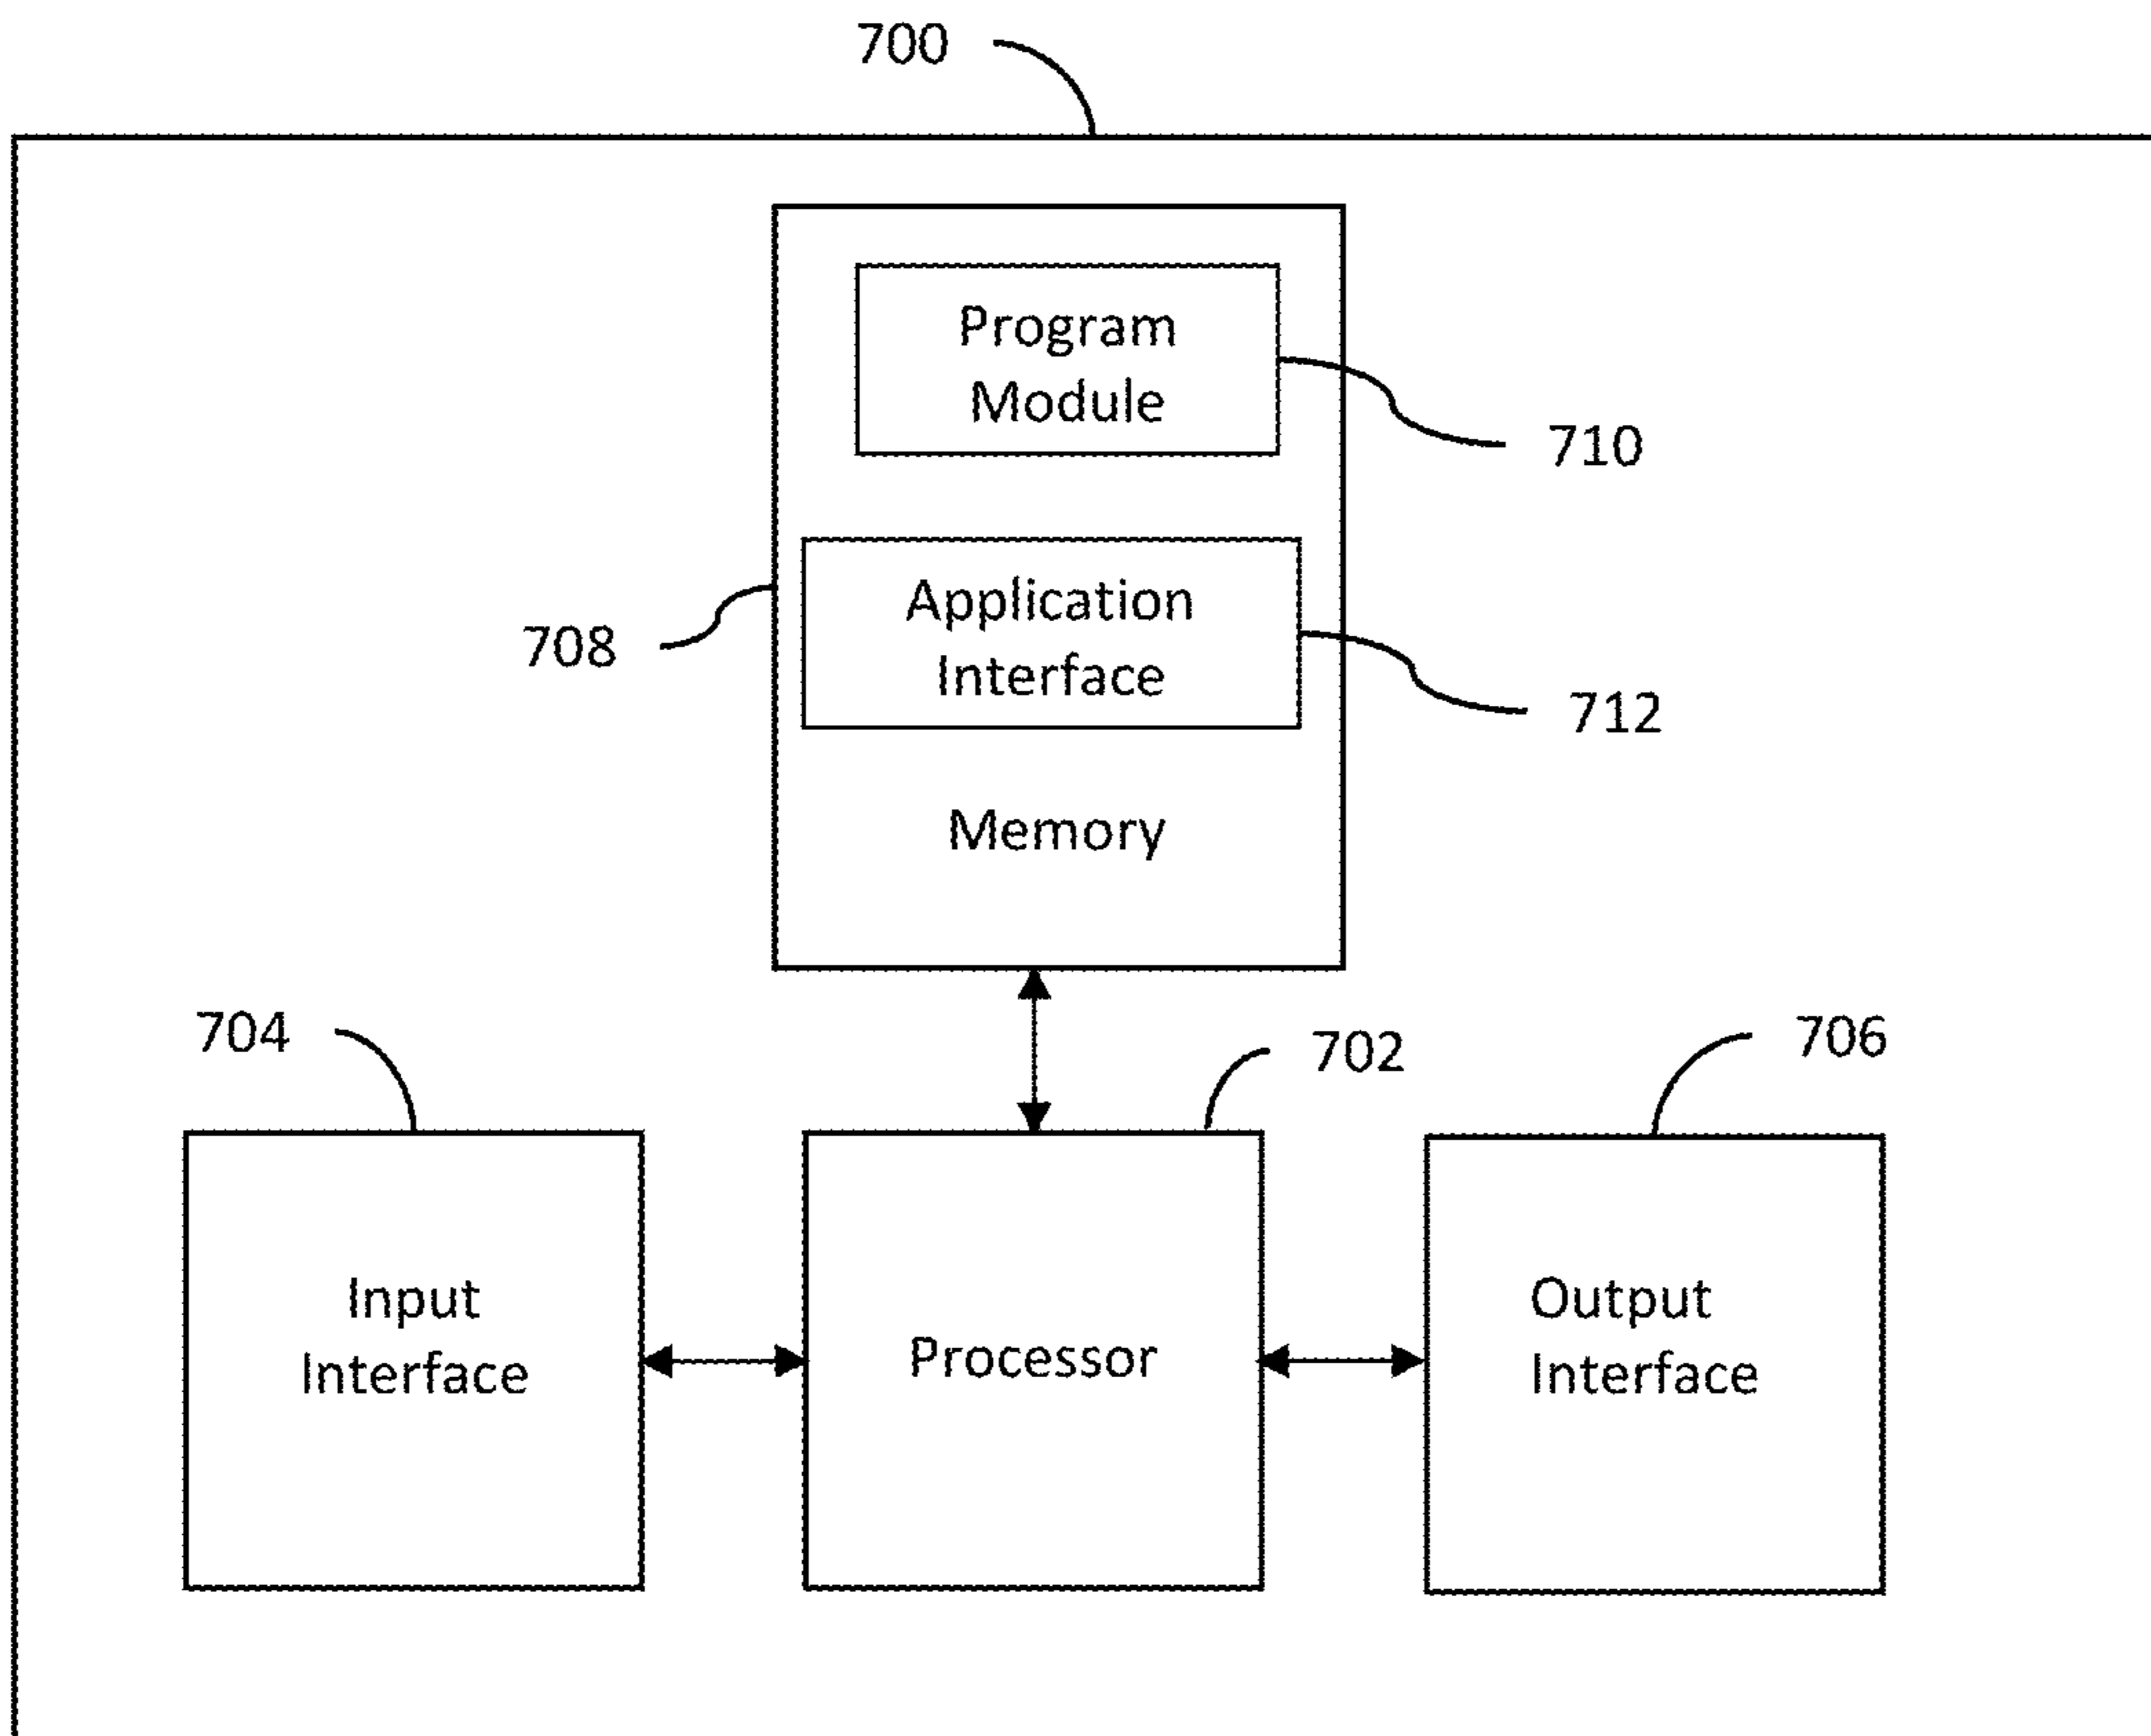 700
Program
Module
710
Application
Interface
708
712
Memory
704
702
706
Input
Interface
Processor
Output
Interface